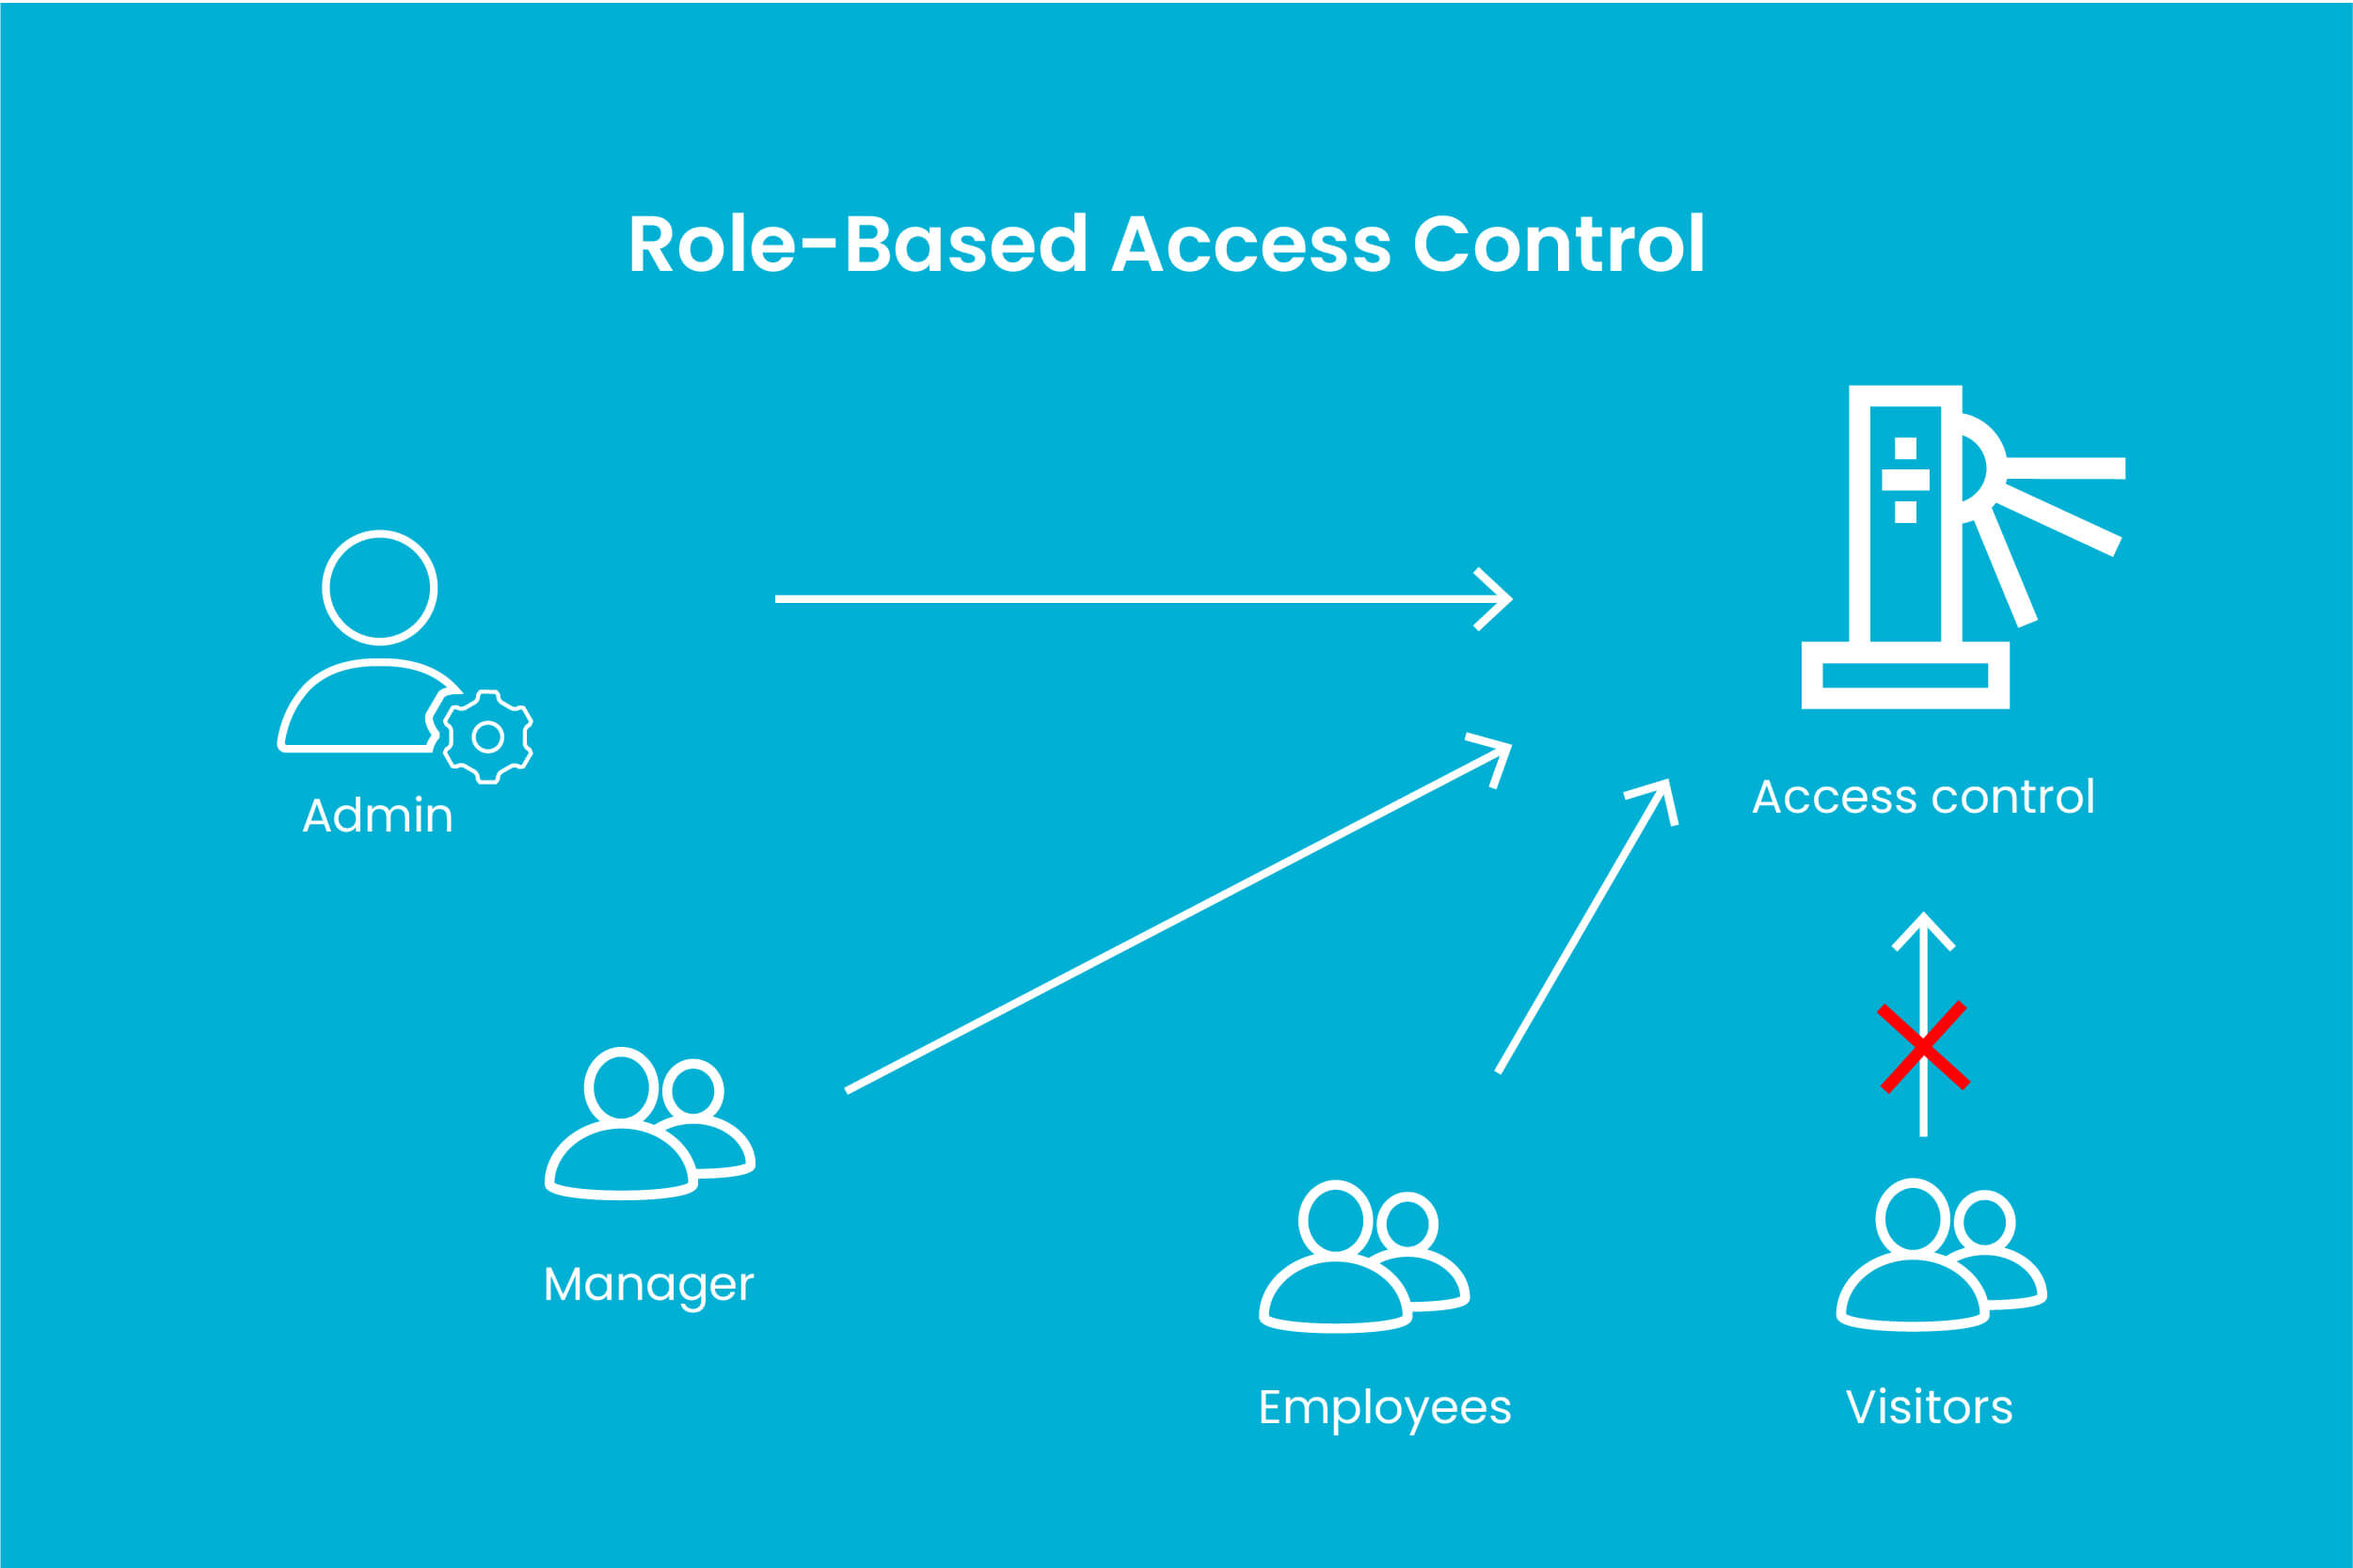 Role-Based Access Control
Admin
Access control
Manager
Employees
Visitors